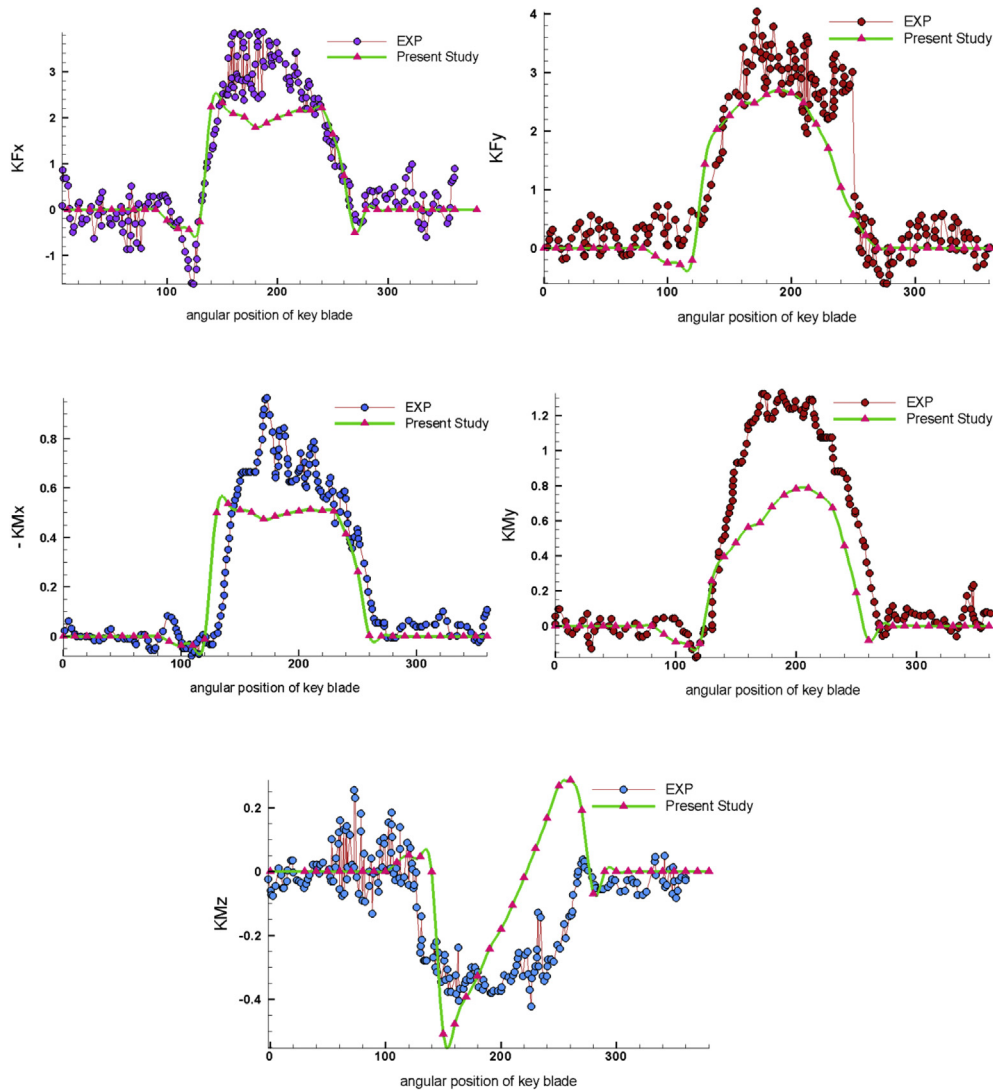 EXP
Present Study
3
2
1
0
-1
KFx
100
200
300
angular position of key blade
EXP
Present Study
4
3
2
1
0
KFy
0
100
200
300
angular position of key blade
EXP
Present Study
0.8
0.6
0.4
0.2
0
- KMx
0
100
200
300
angular position of key blade
EXP
Present Study
1.2
1
0.8
0.6
0.4
0.2
0
KMy
0
100
200
300
angular position of key blade
EXP
Present Study
0.2
0
-0.2
-0.4
KMz
0
100
200
300
angular position of key blade